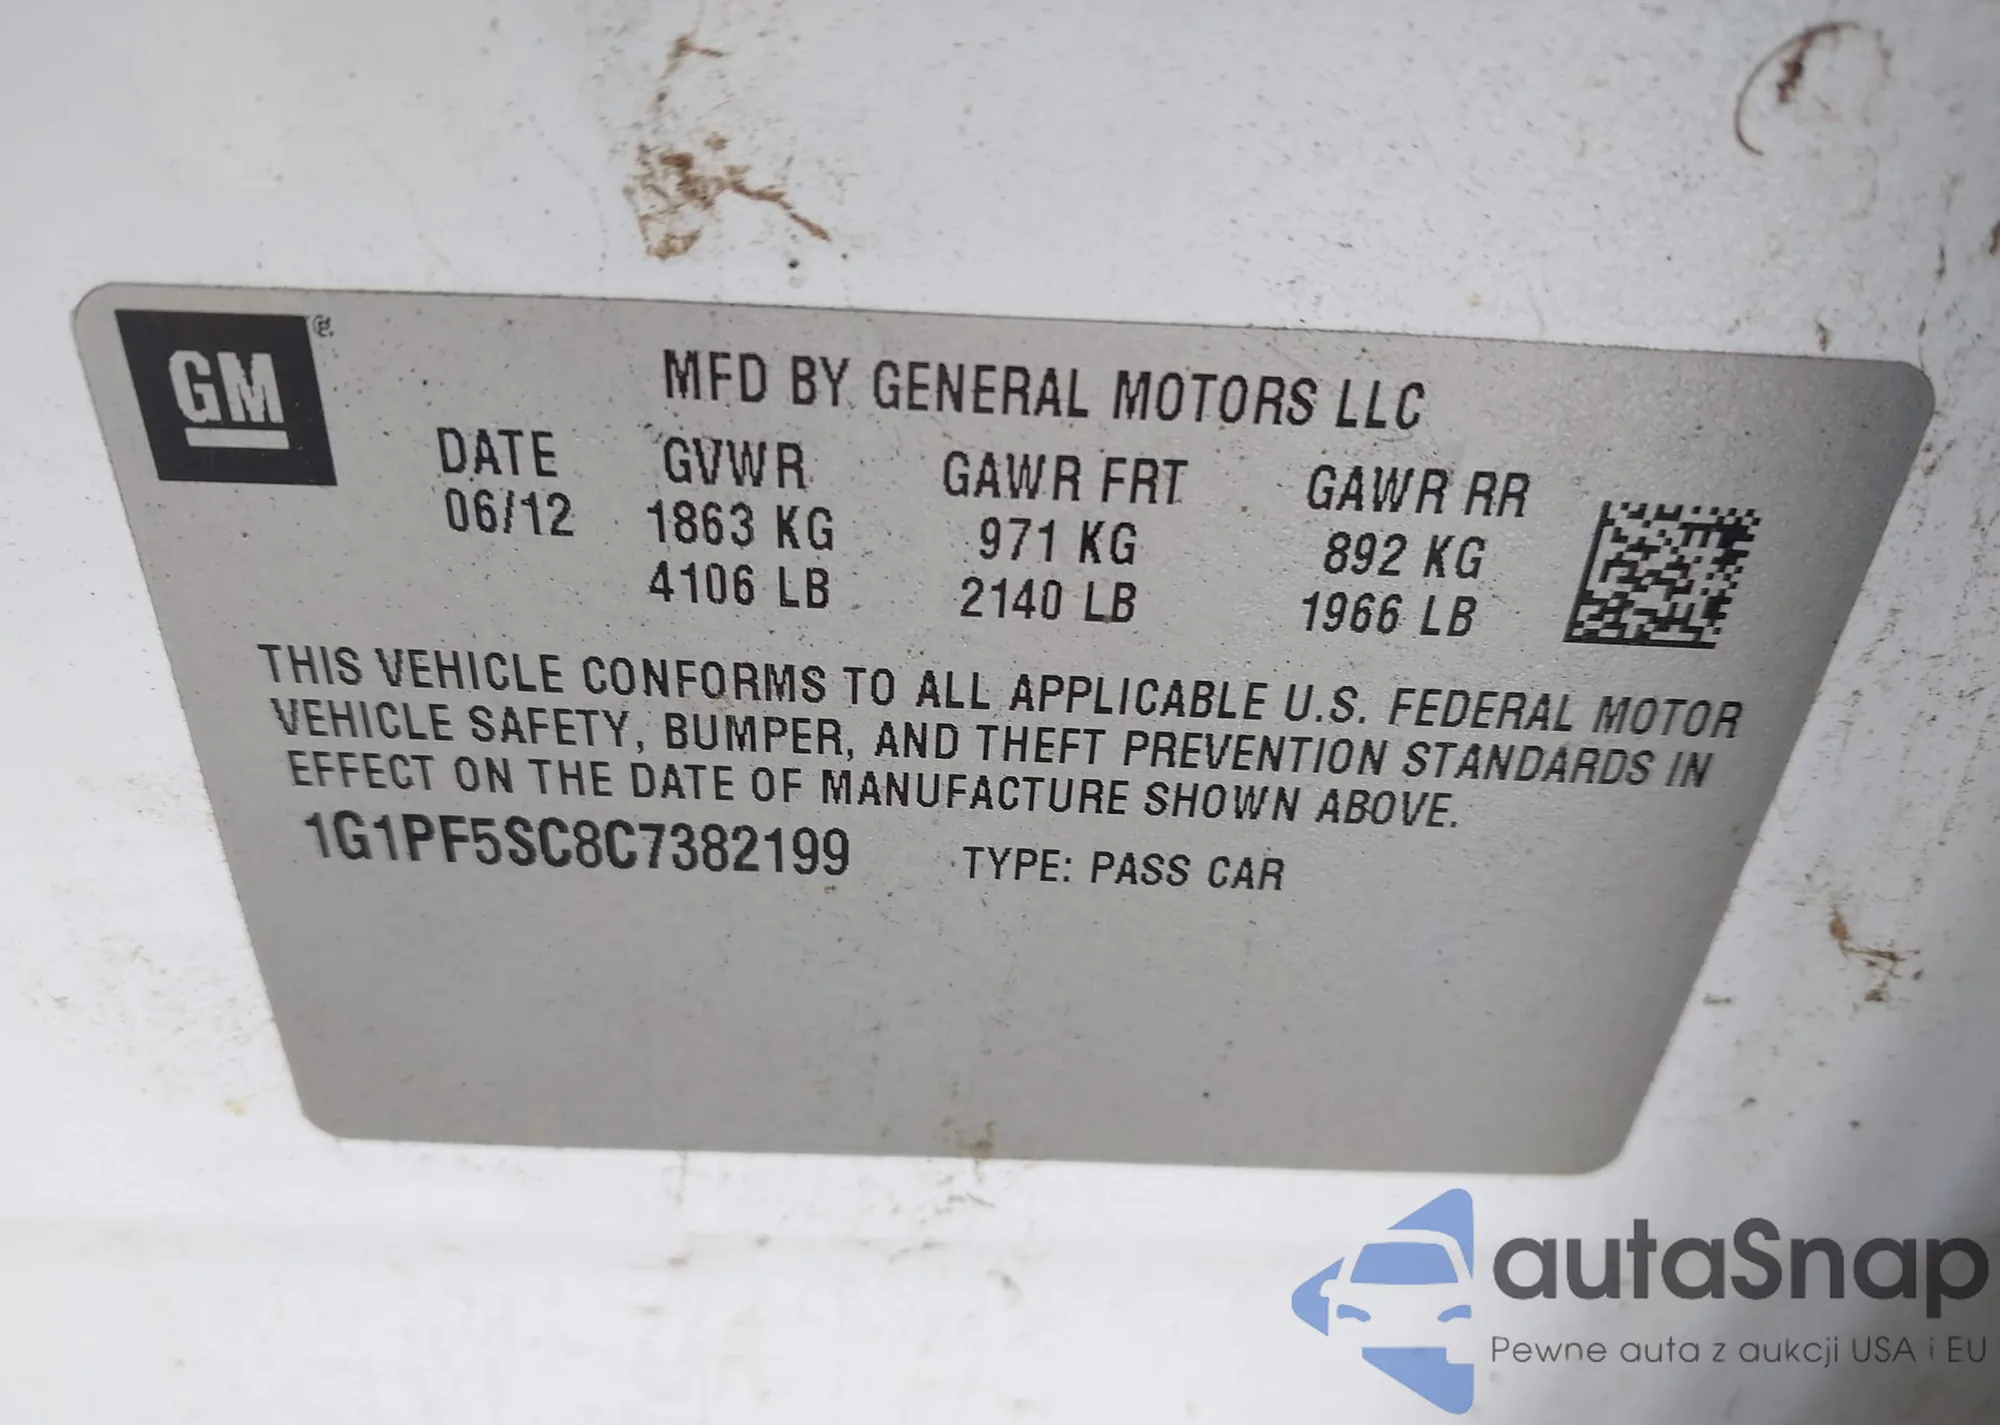 GM ®
MFD BY GENERAL MOTORS LLC
DATE GVWR GAWR FRT GAWR RR
06/12 1863 KG 971 KG 892 KG
4106 LB 2140 LB 1966 LB
THIS VEHICLE CONFORMS TO ALL APPLICABLE U.S. FEDERAL MOTOR
VEHICLE SAFETY, BUMPER, AND THEFT PREVENTION STANDARDS IN
EFFECT ON THE DATE OF MANUFACTURE SHOWN ABOVE.
1G1PF5SC8C7382199 TYPE: PASS CAR
autaSnap
Pewne auta z aukcji USA i EU